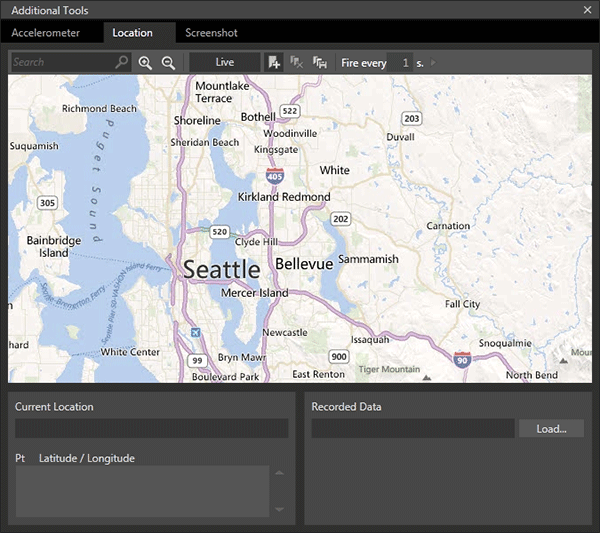 Additional Tools
Accelerometer Location Screenshot
Search Live Fire every 1 s.
Mountlake
Terrace
Richmond Beach
522
203
Shoreline Bothell
Woodinville
Duvall
Suquamish
Sheridan Beach
Kingsgate
Puget Sound
405
White
305
Kirkland Redmond
202
Carnation
520
Bainbridge
Island
Clyde Hill
Seattle Bellevue Sammamish
Seattle-Bremerton Ferry
Mercer Island
Fall City
Newcastle
Issaquah
Snoqualmie
White Center
99
Bryn Mawr
900
90
Tiger Mountain
Boulevard Park
East Renton
North Bend
Current Location
Recorded Data
Load...
Pt Latitude / Longitude